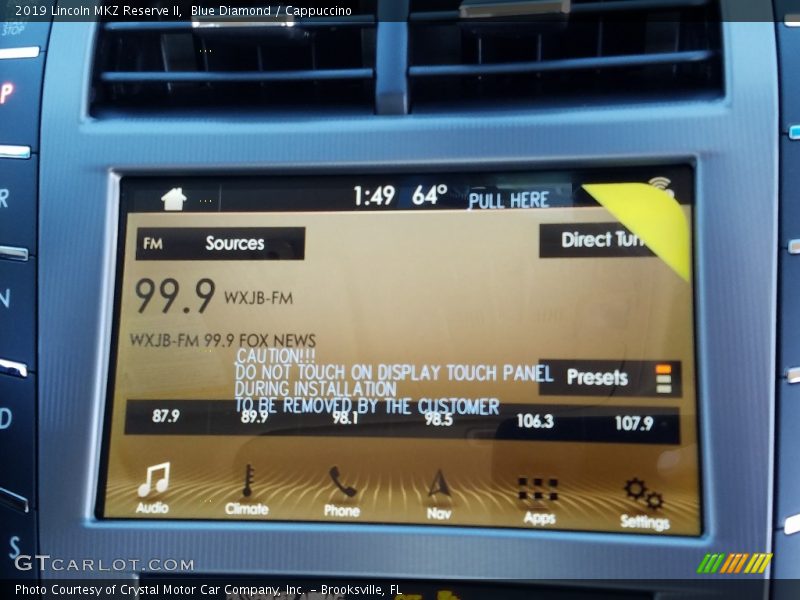 2019 Lincoln MKZ Reserve II, Blue Diamond / Cappuccino
STOP
P
R
N
D
S
1:49 64° PULL HERE
FM Sources
Direct Tun
99.9 WXJB-FM
WXJB-FM 99.9 FOX NEWS
CAUTION!!!
DO NOT TOUCH ON DISPLAY TOUCH PANEL
Presets
DURING INSTALLATION
TO BE REMOVED BY THE CUSTOMER
87.9 89.9 98.1 98.5 106.3 107.9
Audio Climate Phone Nav Apps Settings
GTCARLOT.COM
Photo Courtesy of Crystal Motor Car Company, Inc. – Brooksville, FL